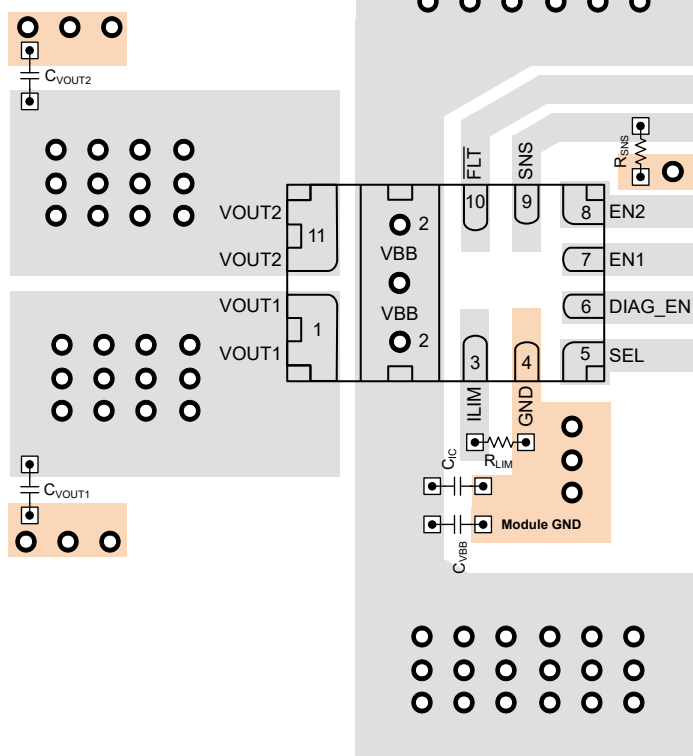 C_VOUT2
R_SNS
FLT
SNS
10
9
VOUT2
2
8
EN2
11
VBB
VOUT2
7
EN1
VOUT1
VBB
6
DIAG_EN
1
2
VOUT1
3
4
5
SEL
ILIM
GND
C_IC
R_LIM
C_VOUT1
Module GND
C_VBB